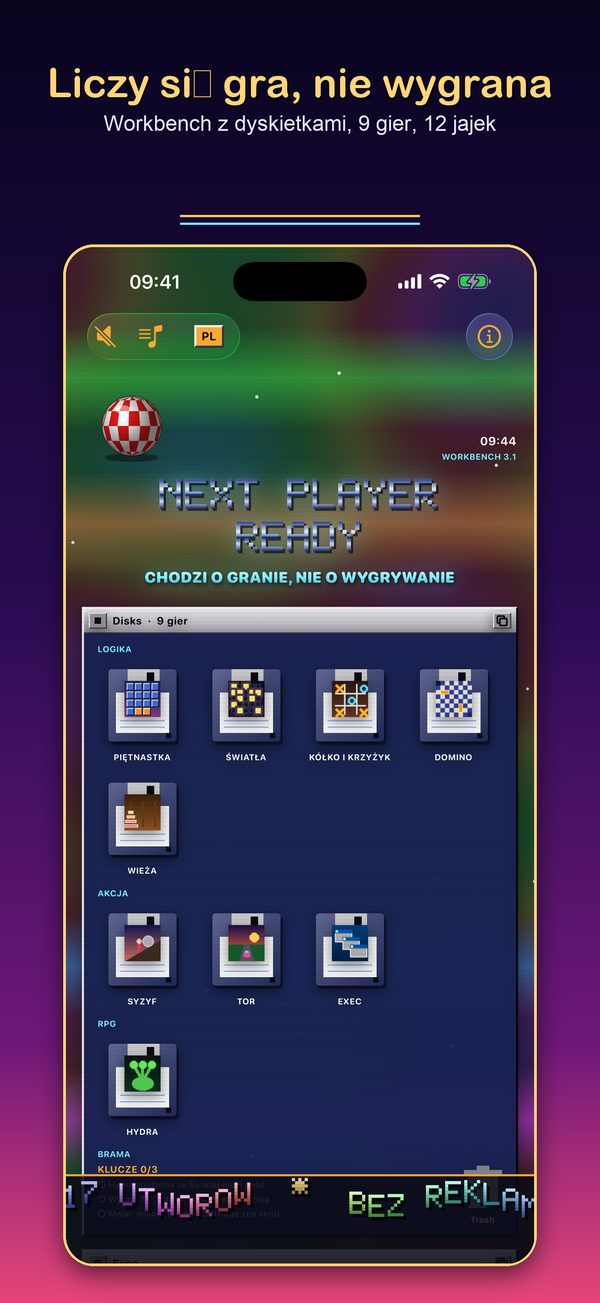 Liczy si□ gra, nie wygrana
Workbench z dyskietkami, 9 gier, 12 jajek
09:41
PL
09:44
WORKBENCH 3.1
NEXT PLAYER
READY
CHODZI O GRANIE, NIE O WYGRYWANIE
Disks · 9 gier
LOGIKA
PIĘTNASTKA
ŚWIATŁA
KÓŁKO I KRZYŻYK
DOMINO
WIEŻA
AKCJA
SYZYF
TOR
EXEC
RPG
HYDRA
BRAMA
KLUCZE 0/3
17 UTWOROW * BEZ REKLAM
Trash